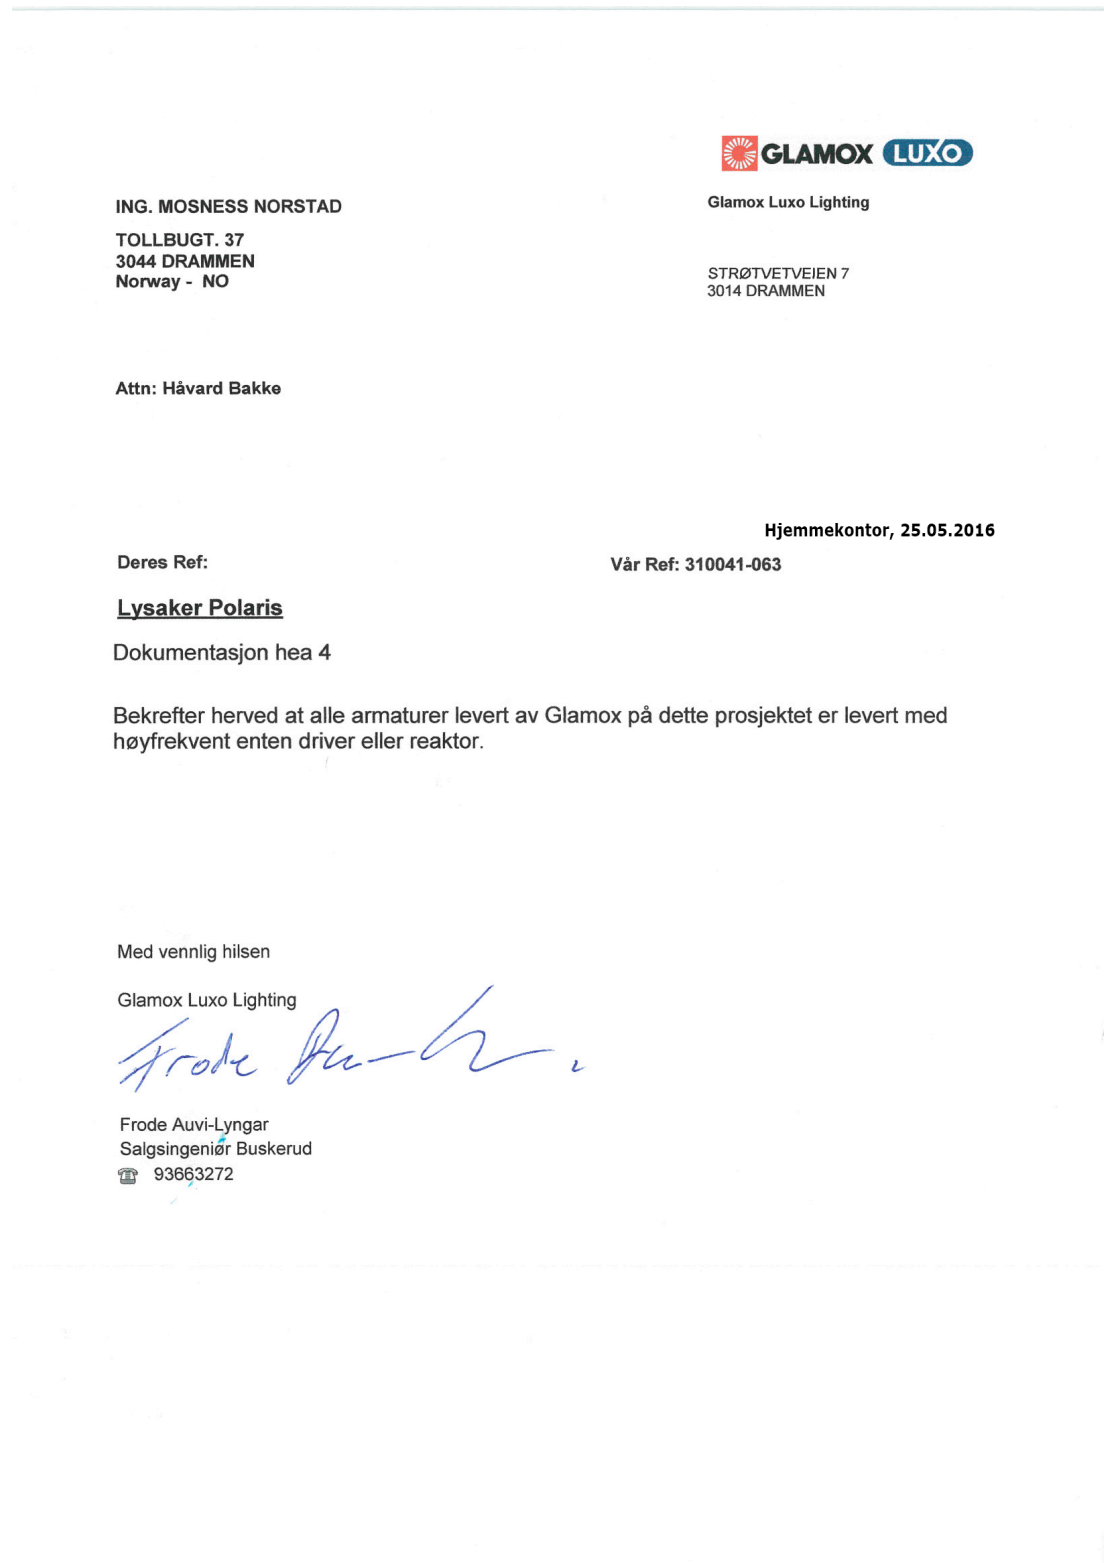 GLAMOX LUXO
ING. MOSNESS NORSTAD
TOLLBUGT. 37
3044 DRAMMEN
Norway - NO
Glamox Luxo Lighting
STRØTVETVEIEN 7
3014 DRAMMEN
Attn: Håvard Bakke
Hjemmekontor, 25.05.2016
Deres Ref:
Vår Ref: 310041-063
Lysaker Polaris
Dokumentasjon hea 4
Bekrefter herved at alle armaturer levert av Glamox på dette prosjektet er levert med
høyfrekvent enten driver eller reaktor.
Med vennlig hilsen
Glamox Luxo Lighting
Frode
Frode Auvi-Lyngar
Salgsingeniør Buskerud
☎ 93663272